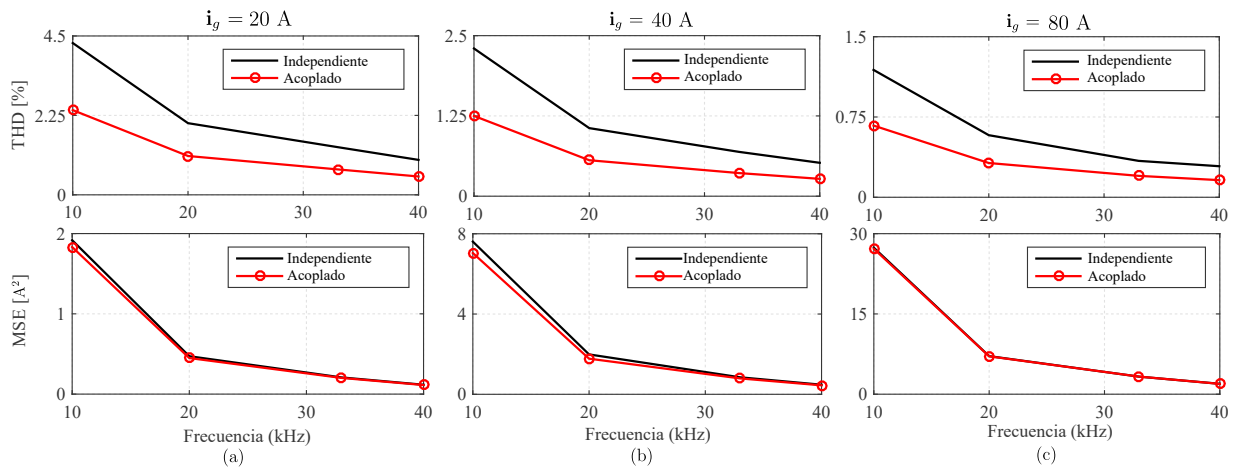 i_g = 20 A
i_g = 40 A
i_g = 80 A
THD [%]
4.5
2.25
0
10
20
30
40
Independiente
Acoplado
2.5
1.25
0
10
20
30
40
Independiente
Acoplado
1.5
0.75
0
10
20
30
40
Independiente
Acoplado
MSE [A²]
2
1
0
10
20
30
40
Independiente
Acoplado
Frecuencia (kHz)
(a)
8
4
0
10
20
30
40
Independiente
Acoplado
Frecuencia (kHz)
(b)
30
15
0
10
20
30
40
Independiente
Acoplado
Frecuencia (kHz)
(c)